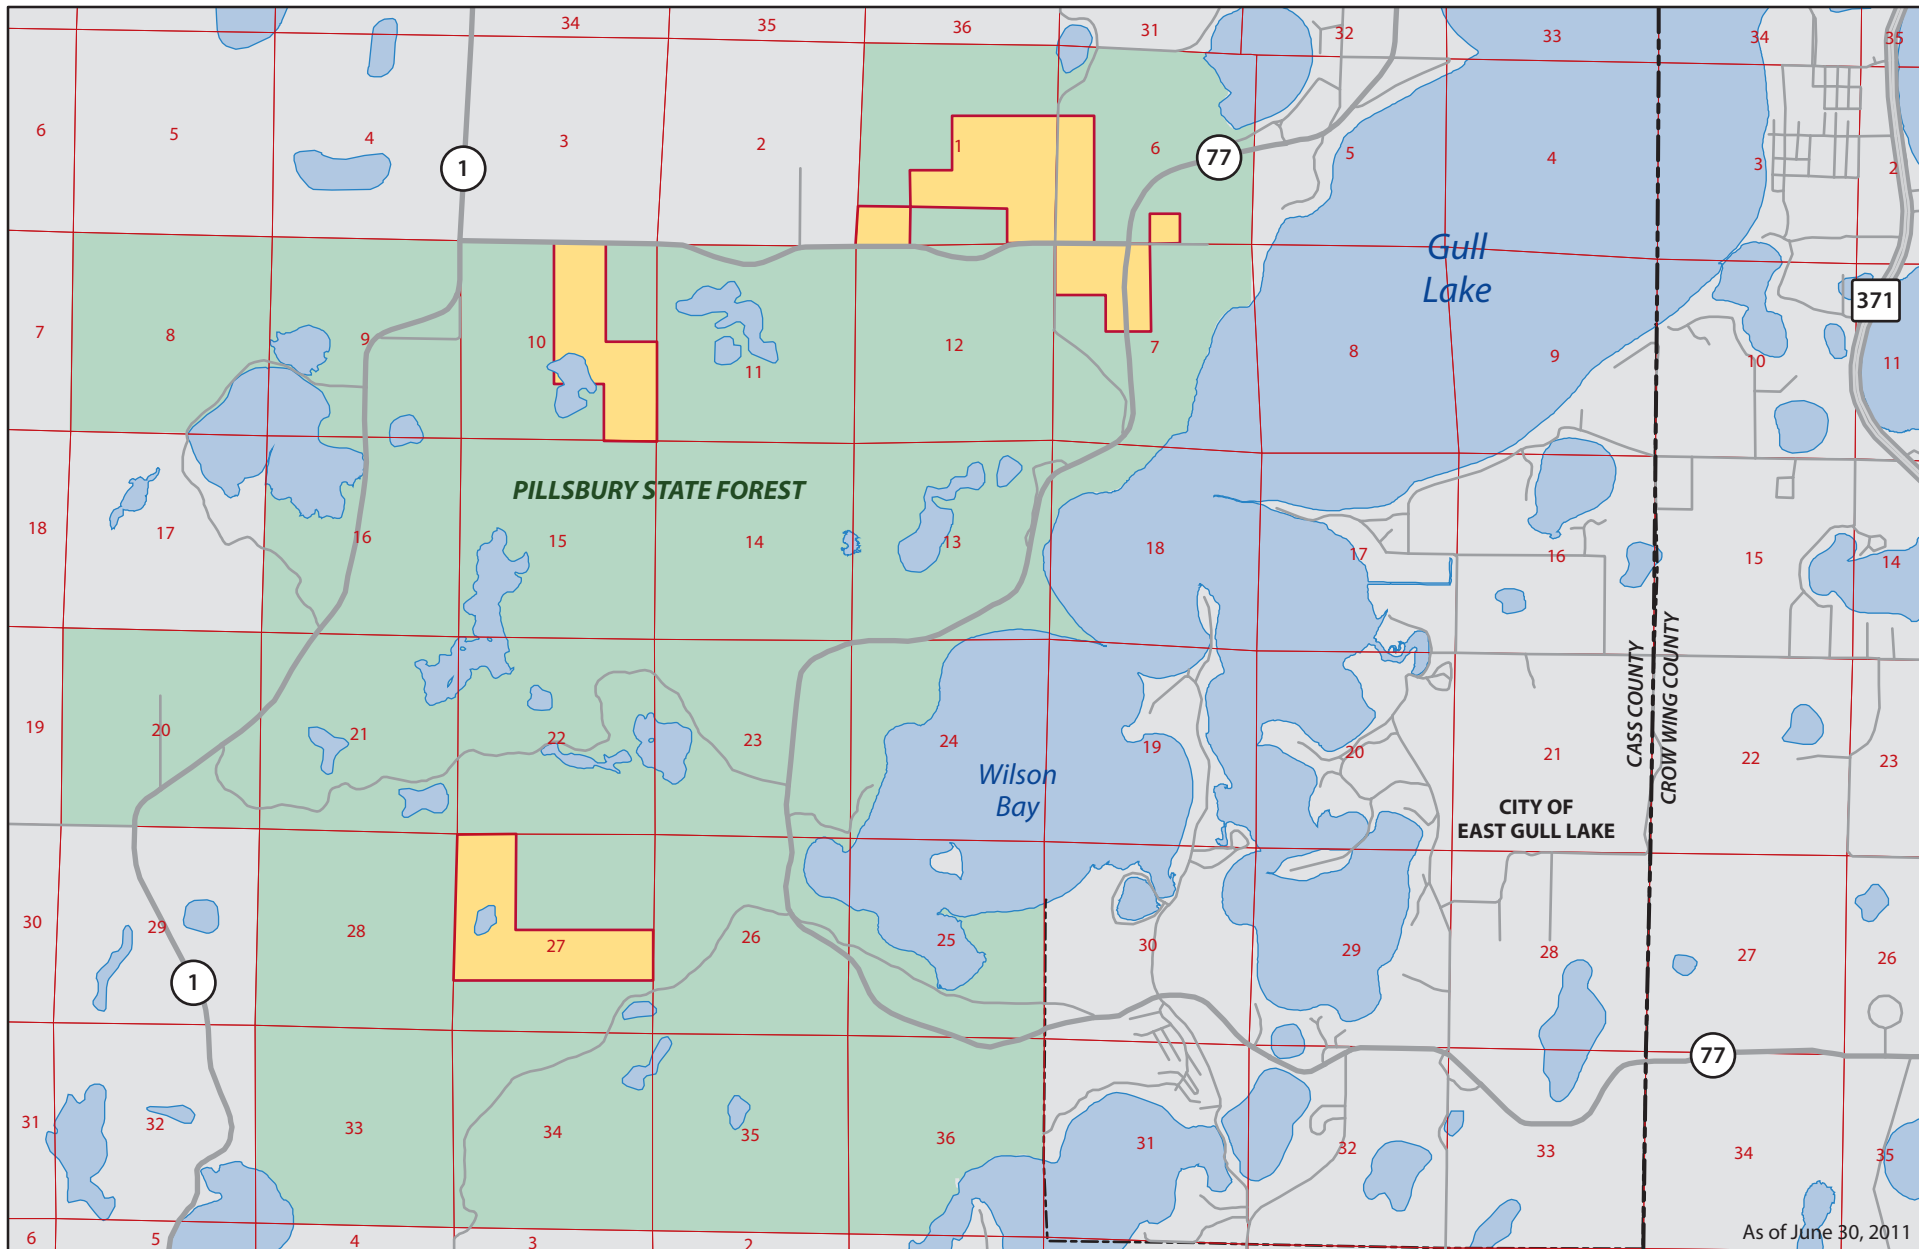 34 35 36 31 32 33 34 35
6 5 4 3 2 1 6 5 4 3 2
1
77
Gull
Lake
371
7 8 9 10 11 12 7 8 9 10 11
PILLSBURY STATE FOREST
18 17 16 15 14 13 18 17 16 15 14
CASS COUNTY
CROW WING COUNTY
19 20 21 22 23 24 19 20 21 22 23
Wilson
Bay
CITY OF
EAST GULL LAKE
30 29 28 27 26 25 30 29 28 27 26
1
77
31 32 33 34 35 36 31 32 33 34 35
6 5 4 3 2
As of June 30, 2011